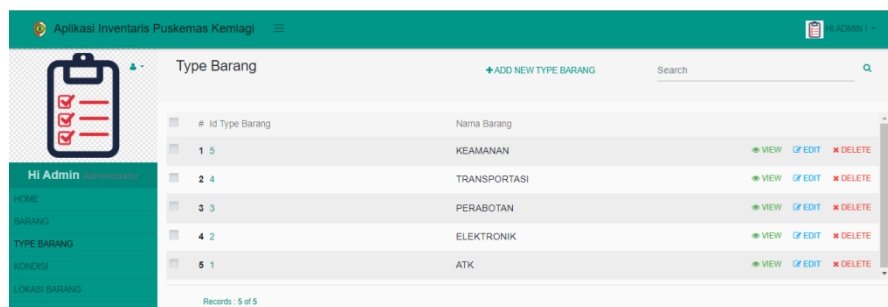 Aplikasi Inventaris Puskemas Kemlagi
HI ADMIN !
Type Barang
+ADD NEW TYPE BARANG
Search
# Id Type Barang Nama Barang
1 5 KEAMANAN VIEW EDIT DELETE
2 4 TRANSPORTASI VIEW EDIT DELETE
3 3 PERABOTAN VIEW EDIT DELETE
4 2 ELEKTRONIK VIEW EDIT DELETE
5 1 ATK VIEW EDIT DELETE
Records : 5 of 5
Hi Admin Administrator
HOME
BARANG
TYPE BARANG
KONDISI
LOKASI BARANG